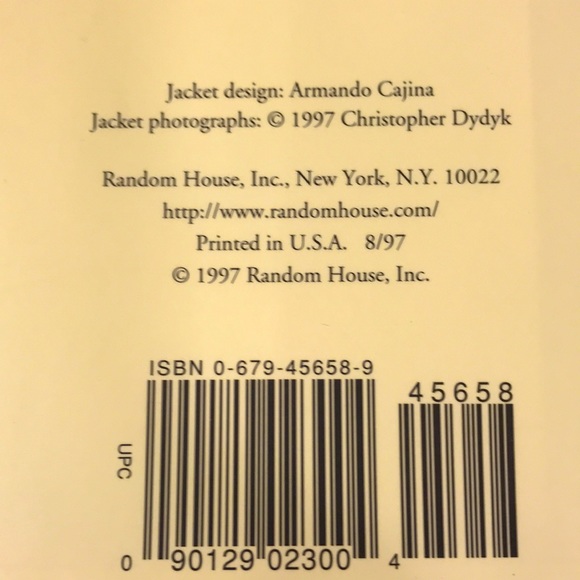 Jacket design: Armando Cajina
Jacket photographs: © 1997 Christopher Dydyk
Random House, Inc., New York, N.Y. 10022
http://www.randomhouse.com/
Printed in U.S.A. 8/97
© 1997 Random House, Inc.
ISBN 0-679-45658-9
45658
UPC
0 90129 02300 4